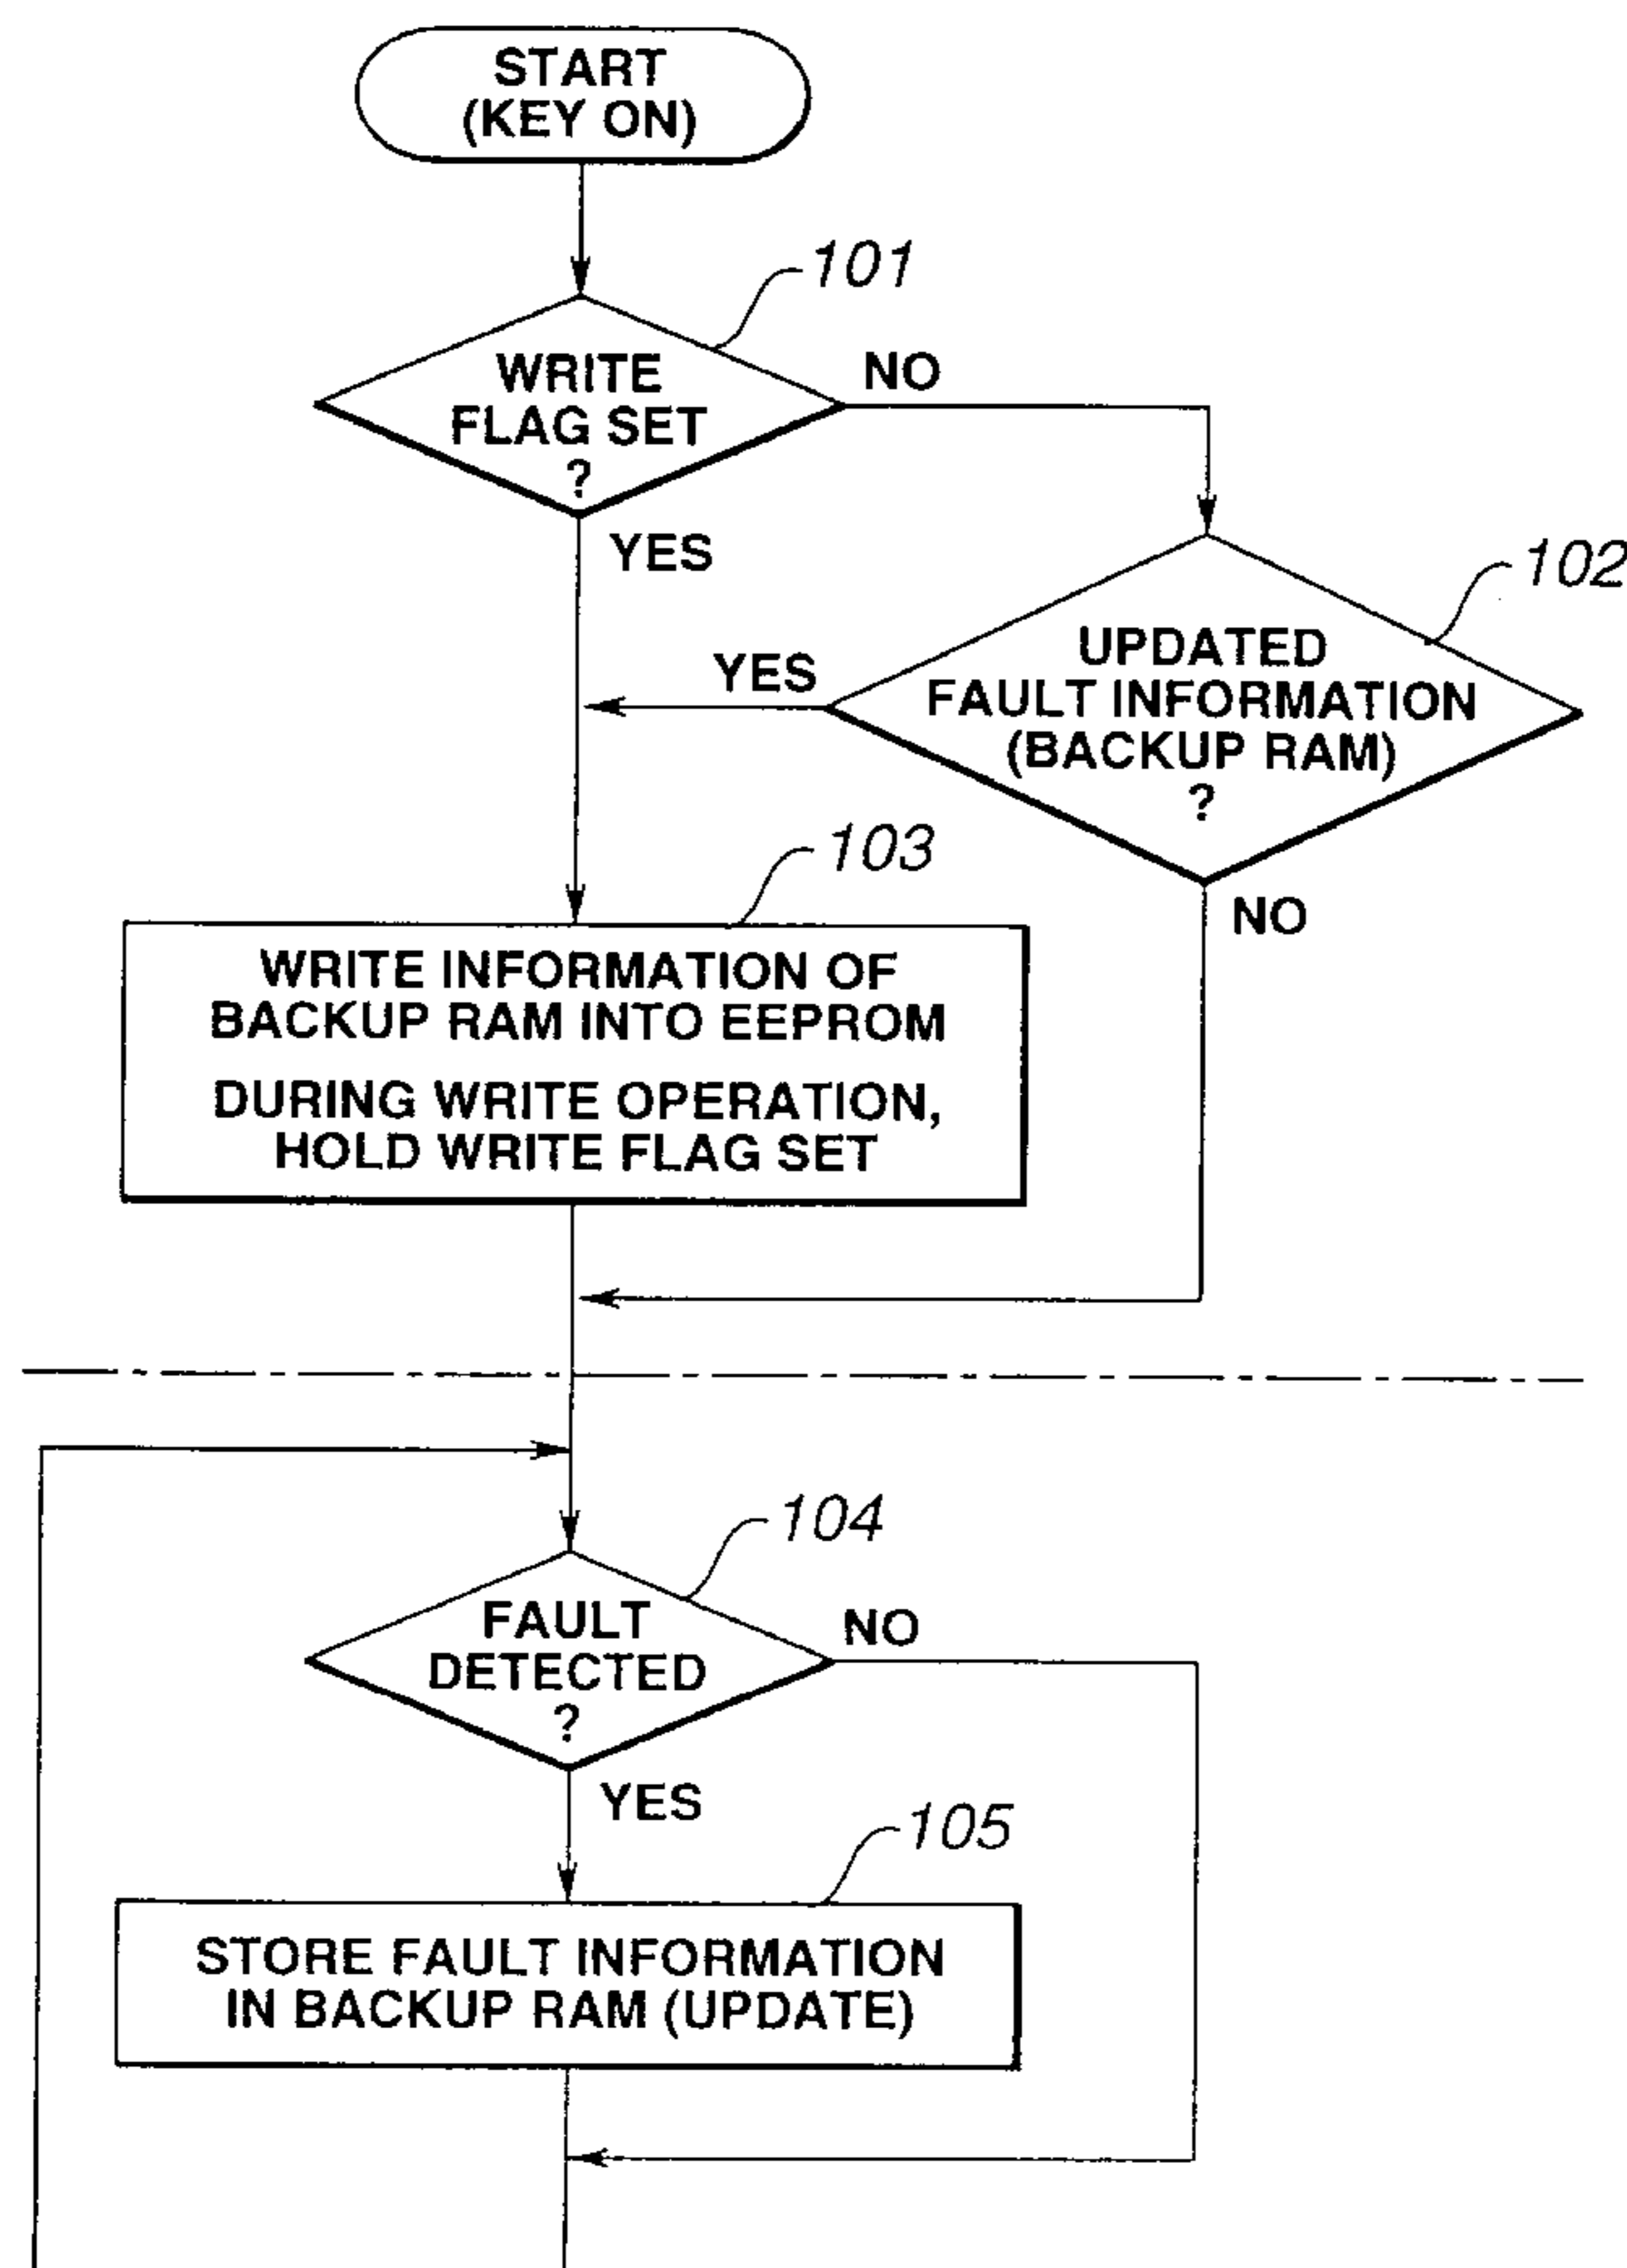 START
(KEY ON)
101
WRITE
FLAG SET
?
NO
YES
102
UPDATED
FAULT INFORMATION
(BACKUP RAM)
?
YES
NO
103
WRITE INFORMATION OF
BACKUP RAM INTO EEPROM
DURING WRITE OPERATION,
HOLD WRITE FLAG SET
104
FAULT
DETECTED
?
NO
YES
105
STORE FAULT INFORMATION
IN BACKUP RAM (UPDATE)